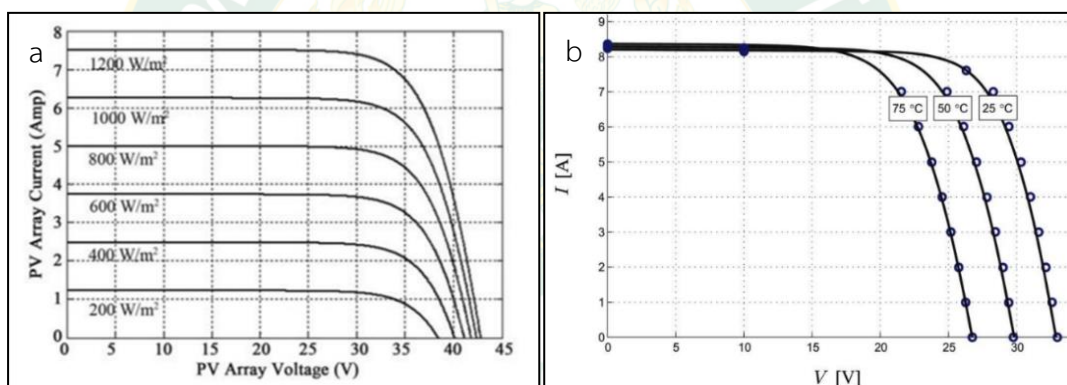 a
PV Array Current (Amp)
8
7
6
5
4
3
2
1
0
1200 W/m²
1000 W/m²
800 W/m²
600 W/m²
400 W/m²
200 W/m²
0 5 10 15 20 25 30 35 40 45
PV Array Voltage (V)
b
I [A]
9
8
7
6
5
4
3
2
1
0
75 °C 50 °C 25 °C
0 5 10 15 20 25 30
V [V]